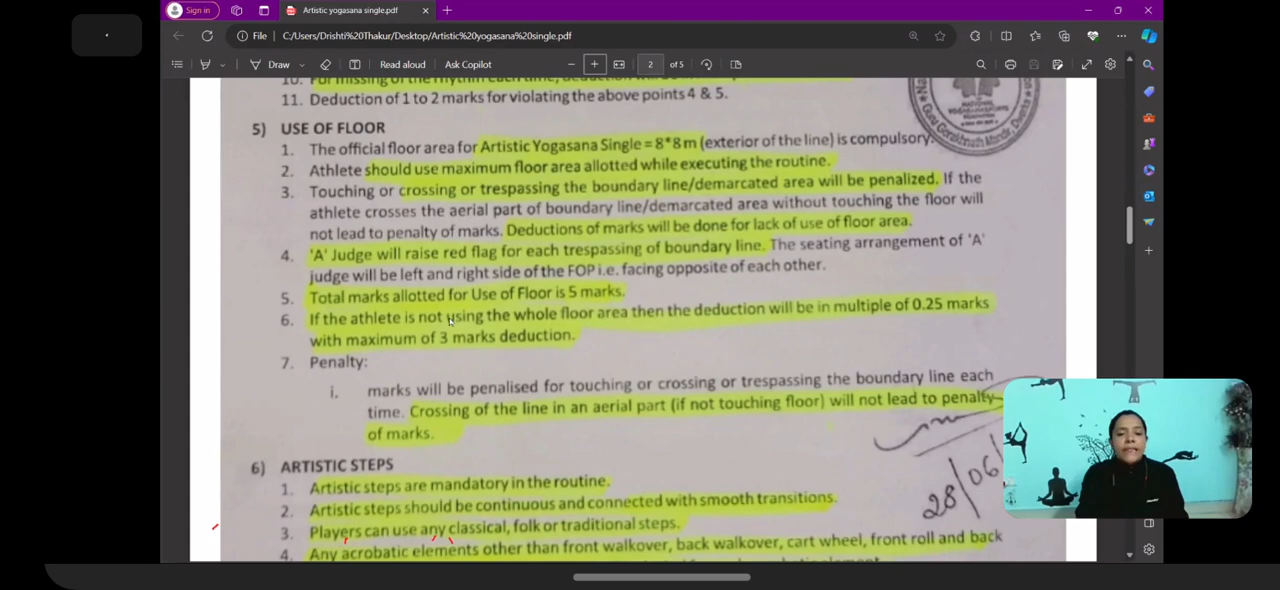 Sign in
Artistic yogasana single.pdf
File
C:/Users/Drishti%20Thakur/Desktop/Artistic%20yogasana%20single.pdf
Draw
Read aloud
Ask Copilot
2 of 5
10. For missing of the rhythm each time, deduction will be
11. Deduction of 1 to 2 marks for violating the above points 4 & 5.
5) USE OF FLOOR
1. The official floor area for Artistic Yogasana Single = 8*8 m (exterior of the line) is compulsory.
2. Athlete should use maximum floor area allotted while executing the routine.
3. Touching or crossing or trespassing the boundary line/demarcated area will be penalized. If the
athlete crosses the aerial part of boundary line/demarcated area without touching the floor will
not lead to penalty of marks. Deductions of marks will be done for lack of use of floor area.
4. 'A' Judge will raise red flag for each trespassing of boundary line. The seating arrangement of 'A'
judge will be left and right side of the FOP i.e. facing opposite of each other.
5. Total marks allotted for Use of Floor is 5 marks.
6. If the athlete is not using the whole floor area then the deduction will be in multiple of 0.25 marks
with maximum of 3 marks deduction.
7. Penalty:
i. marks will be penalised for touching or crossing or trespassing the boundary line each
time. Crossing of the line in an aerial part (if not touching floor) will not lead to penalty
of marks.
28/06/
6) ARTISTIC STEPS
1. Artistic steps are mandatory in the routine.
2. Artistic steps should be continuous and connected with smooth transitions.
3. Players can use any classical, folk or traditional steps.
4. Any acrobatic elements other than front walkover, back walkover, cart wheel, front roll and back